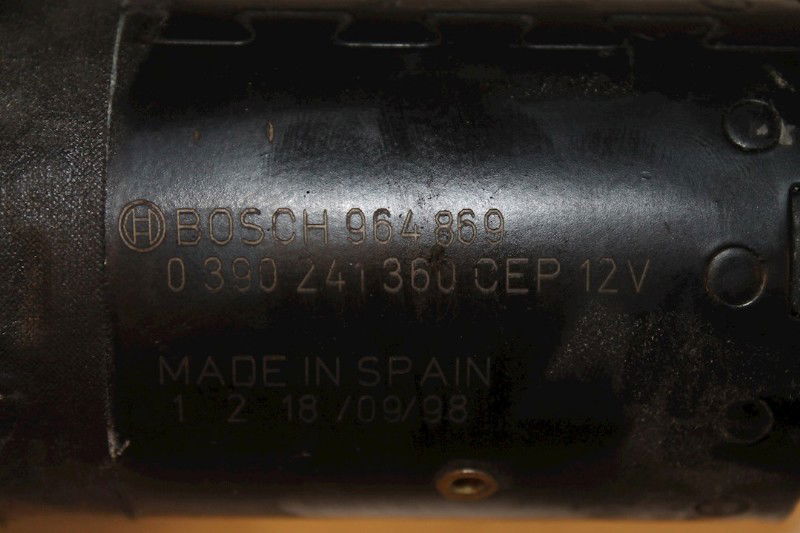 BOSCH 964 869
0 390 241 360 CEP 12V
MADE IN SPAIN
1 2 18 /09/98